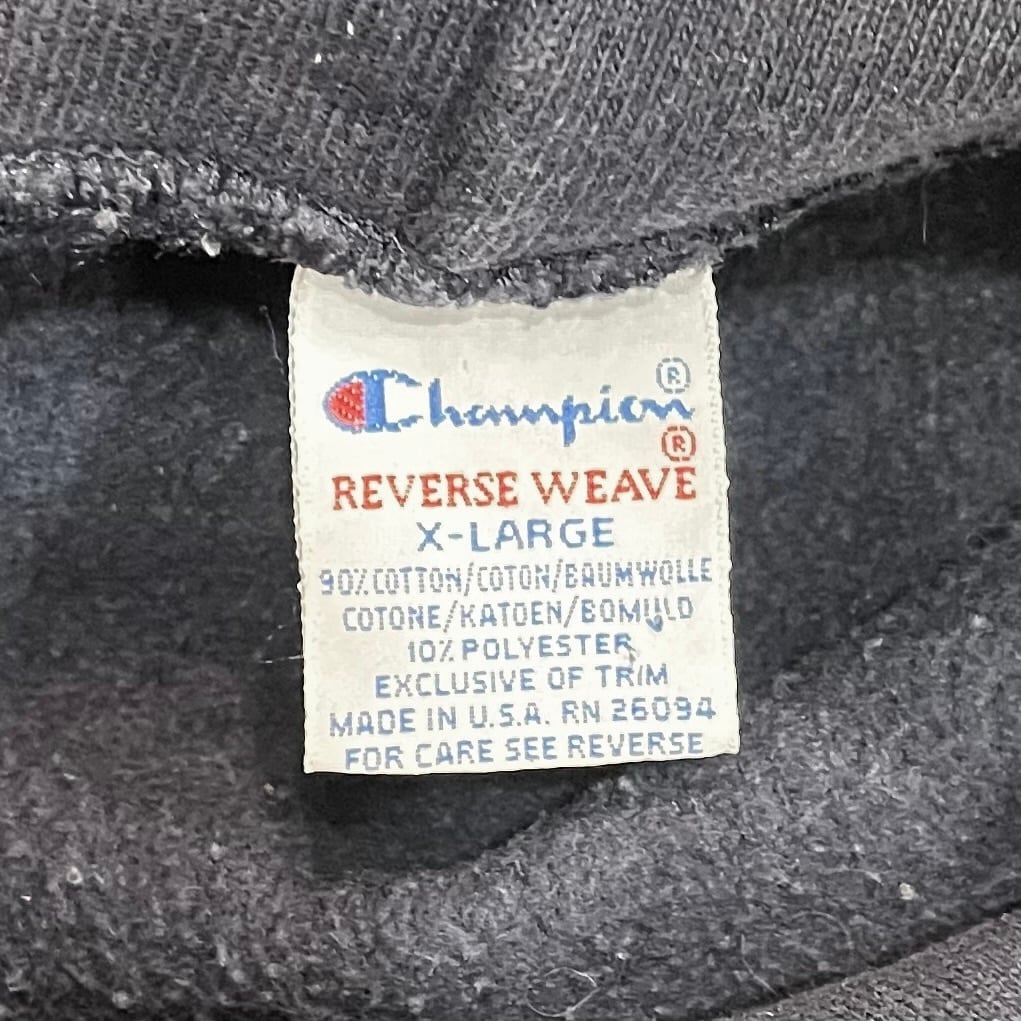 Champion®
REVERSE WEAVE®
X-LARGE
90% COTTON/COTON/BAUMWOLLE
COTONE/KATOEN/BOMULD
10% POLYESTER
EXCLUSIVE OF TRIM
MADE IN U.S.A. RN 26094
FOR CARE SEE REVERSE